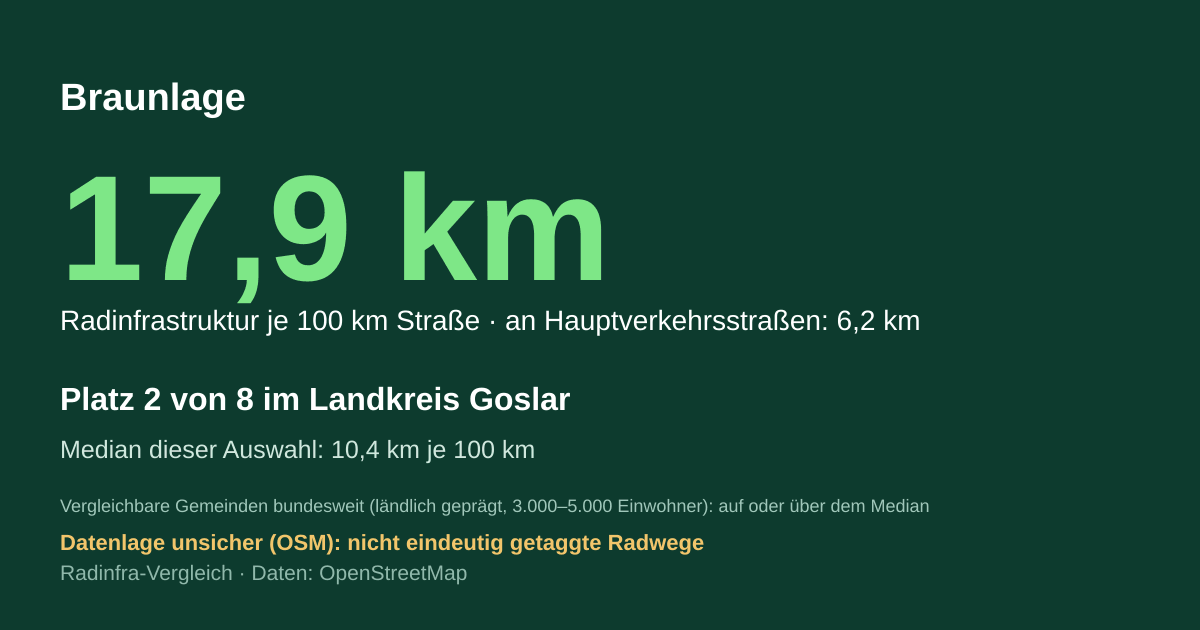 Braunlage
17,9 km
Radinfrastruktur je 100 km Straße · an Hauptverkehrsstraßen: 6,2 km
Platz 2 von 8 im Landkreis Goslar
Median dieser Auswahl: 10,4 km je 100 km
Vergleichbare Gemeinden bundesweit (ländlich geprägt, 3.000–5.000 Einwohner): auf oder über dem Median
Datenlage unsicher (OSM): nicht eindeutig getaggte Radwege
Radinfra-Vergleich · Daten: OpenStreetMap